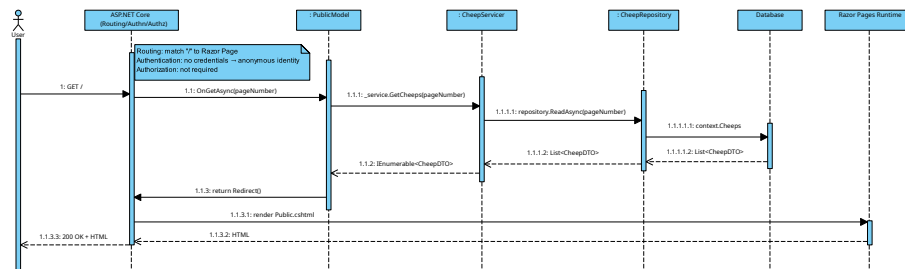 User
ASP.NET Core
(Routing/Authn/Authz)
: PublicModel
: CheepServicer
: CheepRepository
Database
Razor Pages Runtime
Routing: match "/" to Razor Page
Authentication: no credentials → anonymous identity
Authorization: not required
1: GET /
1.1: OnGetAsync(pageNumber)
1.1.1: _service.GetCheeps(pageNumber)
1.1.1.1: repository.ReadAsync(pageNumber)
1.1.1.1.1: context.Cheeps
1.1.1.1.2: List<CheepDTO>
1.1.1.2: List<CheepDTO>
1.1.2: IEnumerable<CheepDTO>
1.1.3: return Redirect()
1.1.3.1: render Public.cshtml
1.1.3.2: HTML
1.1.3.3: 200 OK + HTML